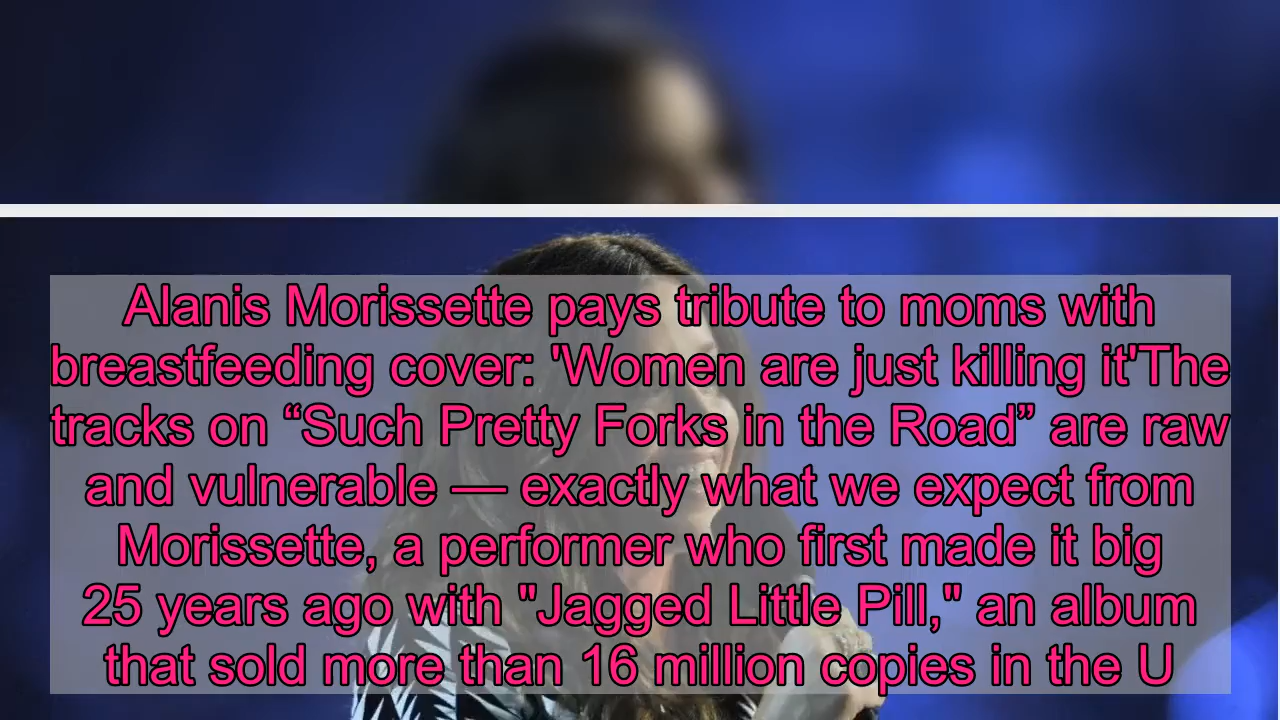 Alanis Morissette pays tribute to moms with
breastfeeding cover: 'Women are just killing it'The
tracks on “Such Pretty Forks in the Road” are raw
and vulnerable — exactly what we expect from
Morissette, a performer who first made it big
25 years ago with "Jagged Little Pill," an album
that sold more than 16 million copies in the U